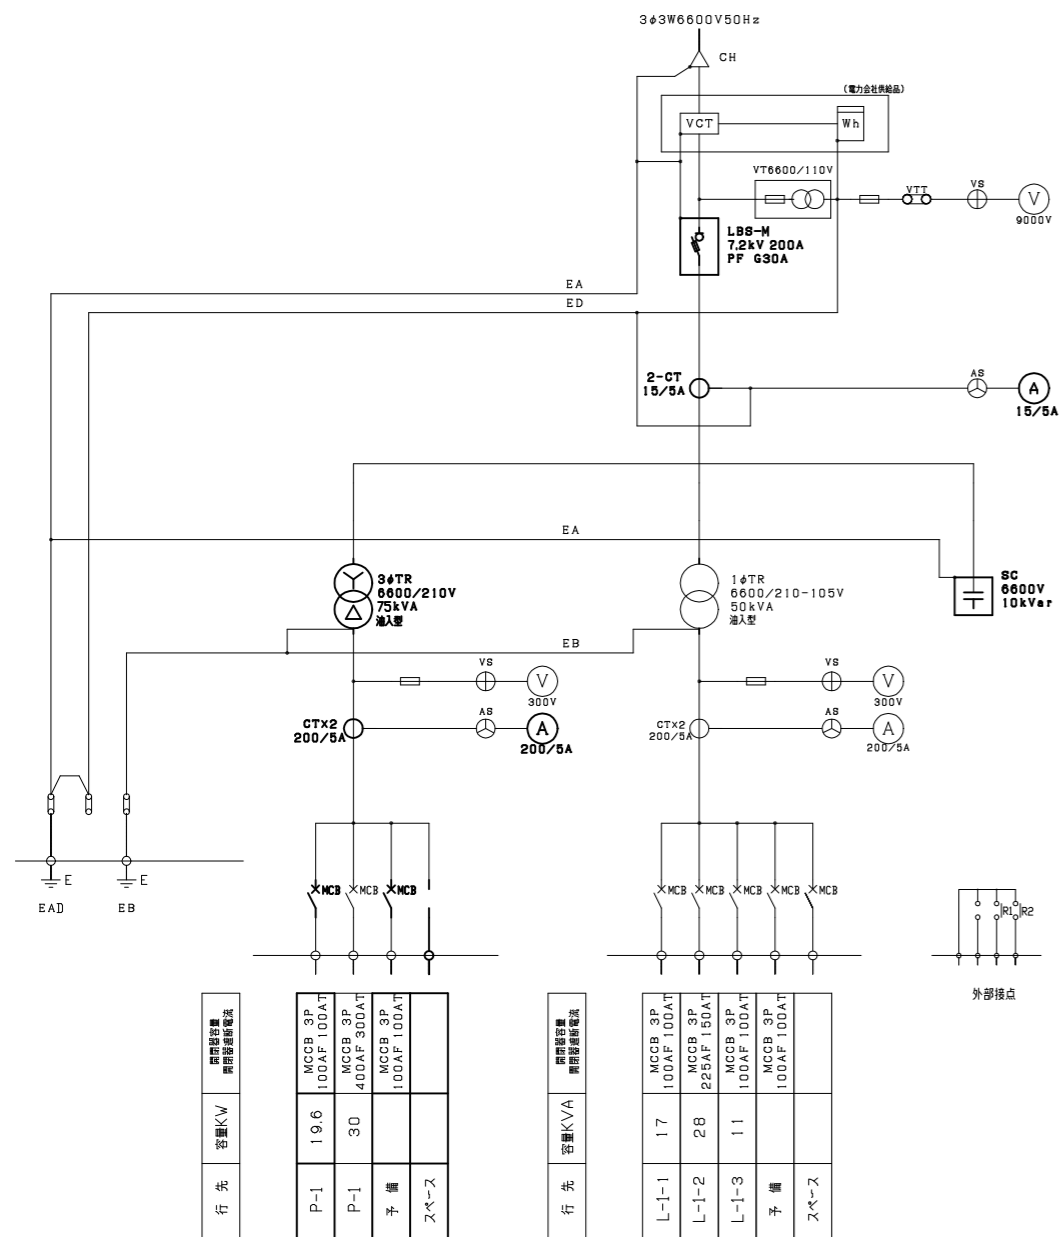 3φ3W6600V50Hz
CH
(電力会社供給品)
VCT
Wh
VT6600/110V
VTT
VS
V
9000V
LBS-M
7.2kV 200A
PF G30A
EA
ED
2-CT
15/5A
AS
A
15/5A
EA
3φTR
6600/210V
75kVA
油入型
1φTR
6600/210-105V
50kVA
油入型
SC
6600V
10kVar
EB
VS
V
300V
VS
V
300V
CTX2
200/5A
AS
A
200/5A
CTX2
200/5A
AS
A
200/5A
E
E
EAD
EB
MCB
MCB
MCB
MCB
MCB
MCB
MCB
MCB
R1
R2
外部接点
開閉器容量
開閉器遮断電流
MCCB 3P
100AF 100AT
MCCB 3P
400AF 300AT
MCCB 3P
100AF 100AT
容量KW
19.6
30
行先
P-1
P-1
予備
スペース
開閉器容量
開閉器遮断電流
MCCB 3P
100AF 100AT
MCCB 3P
225AF 150AT
MCCB 3P
100AF 100AT
MCCB 3P
100AF 100AT
容量KVA
17
28
11
行先
L-1-1
L-1-2
L-1-3
予備
スペース